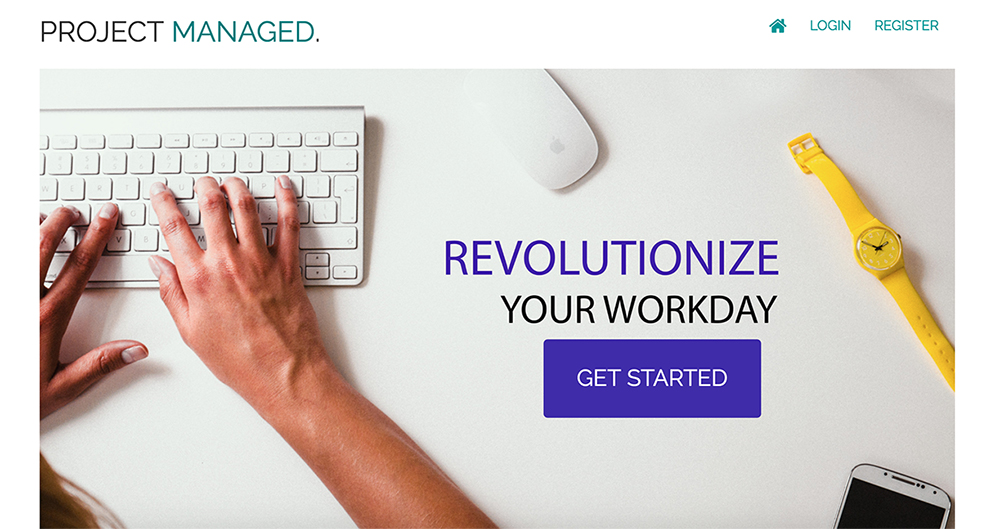 PROJECT MANAGED.
LOGIN REGISTER
REVOLUTIONIZE
YOUR WORKDAY
GET STARTED